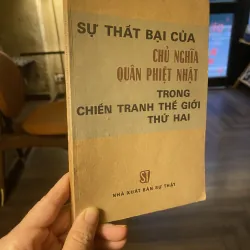 SỰ THẤT BẠI CỦA
CHỦ NGHĨA
QUÂN PHIỆT NHẬT
TRONG
CHIẾN TRANH THẾ GIỚI
THỨ HAI
ST
NHÀ XUẤT BẢN SỰ THẬT